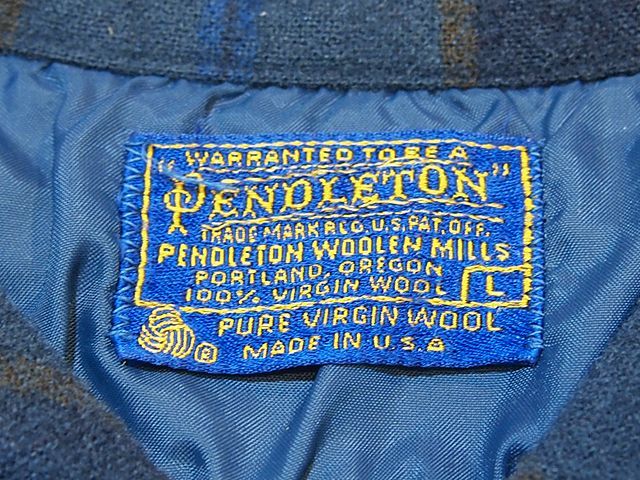 "WARRANTED TO BE A
PENDLETON"
TRADE MARK REG. U.S. PAT. OFF.
PENDLETON WOOLEN MILLS
PORTLAND, OREGON
100% VIRGIN WOOL L
PURE VIRGIN WOOL
® MADE IN U.S.A